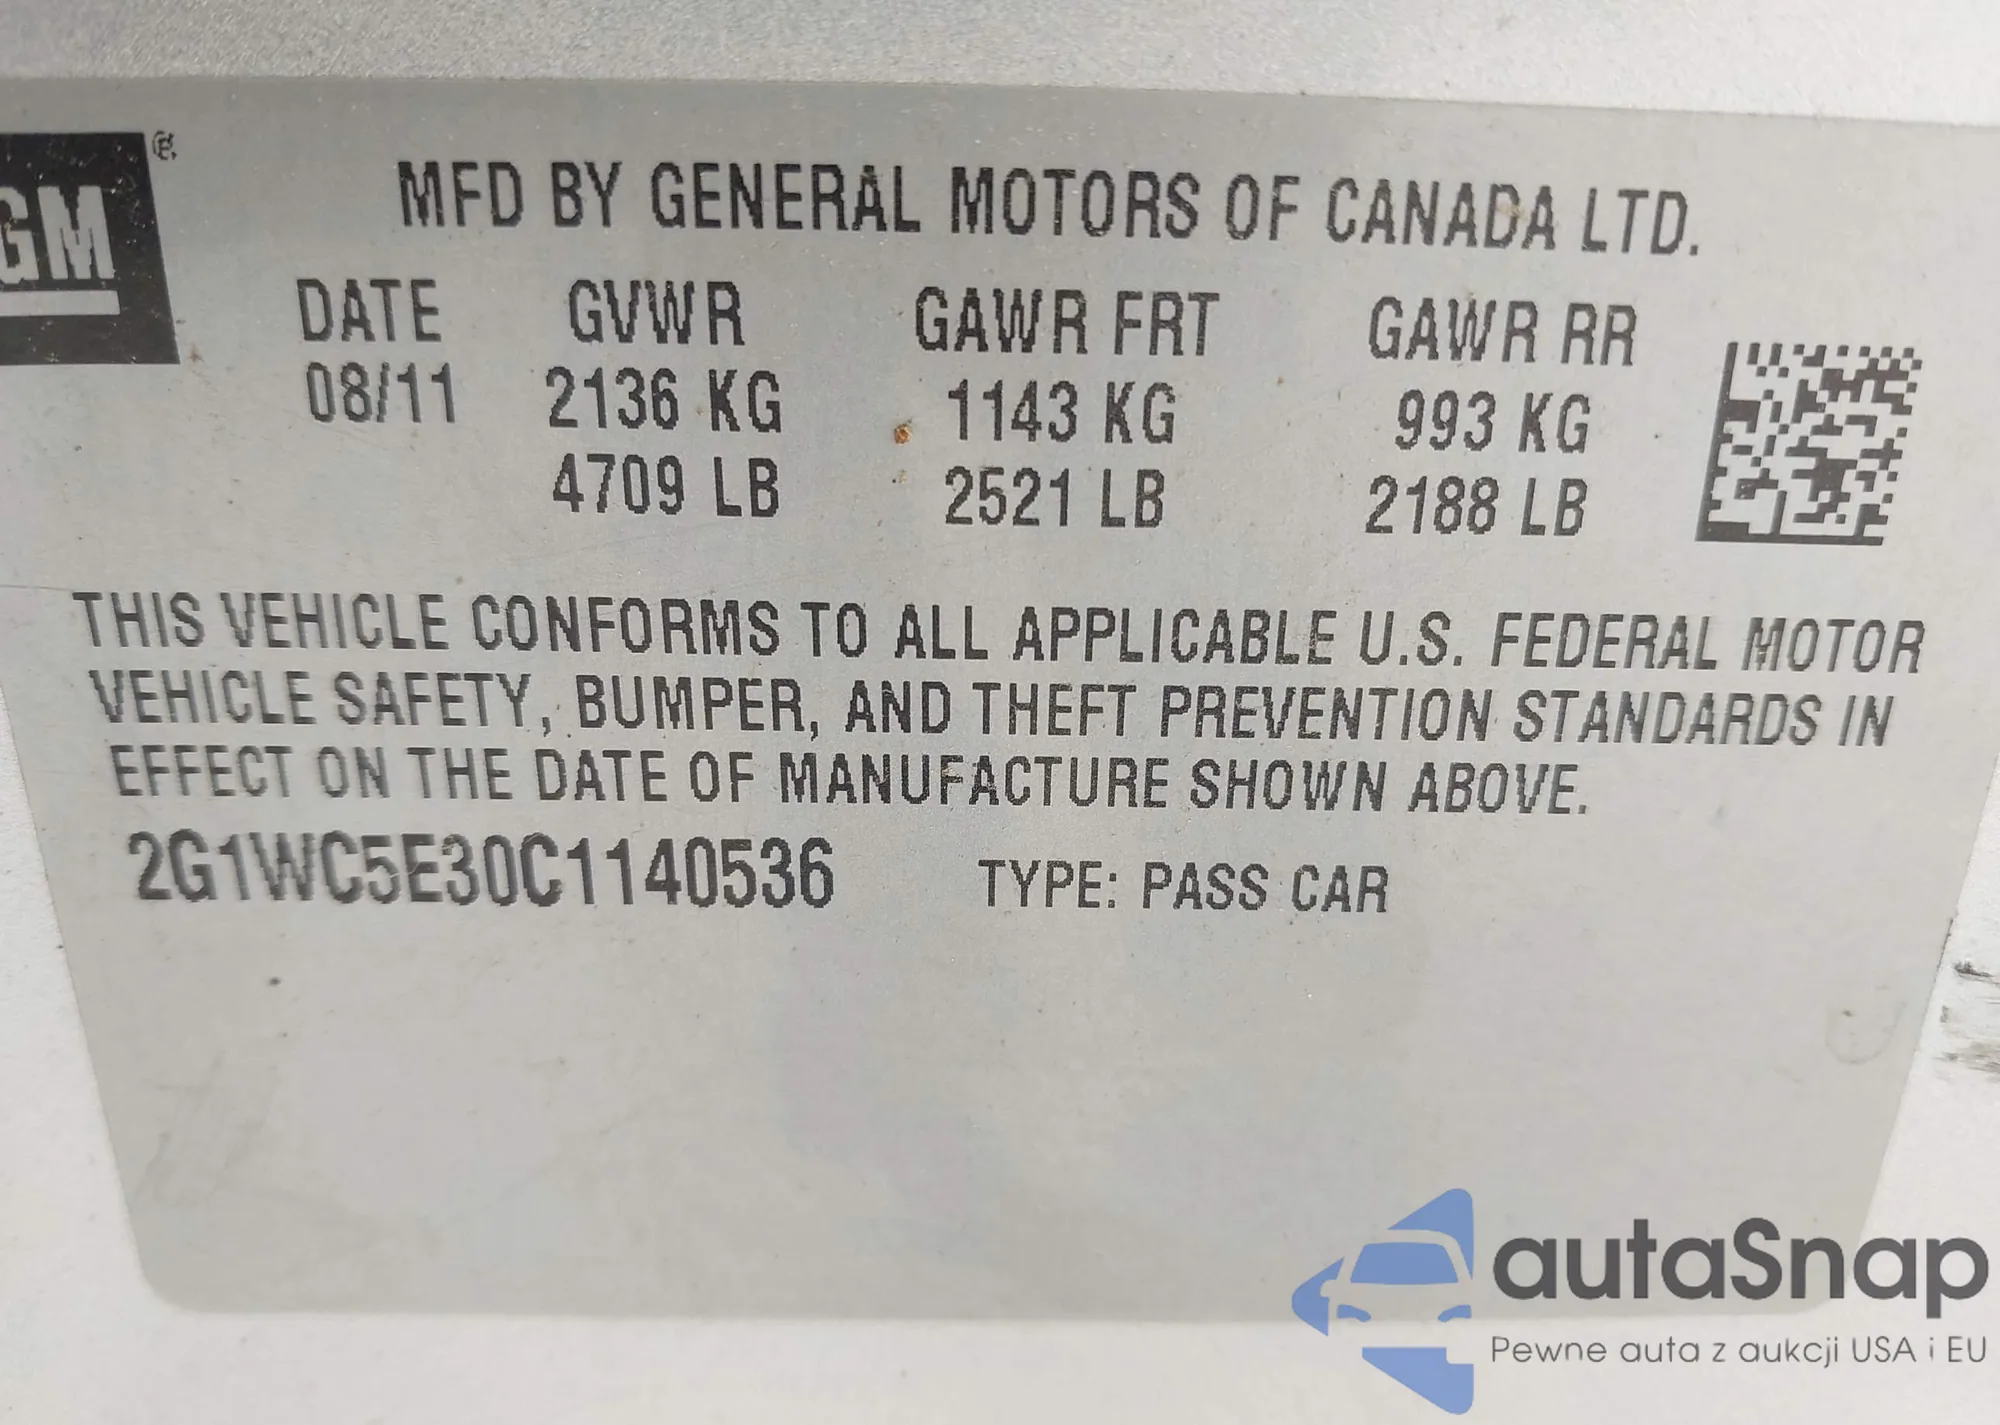 GM
MFD BY GENERAL MOTORS OF CANADA LTD.
DATE GVWR GAWR FRT GAWR RR
08/11 2136 KG 1143 KG 993 KG
4709 LB 2521 LB 2188 LB
THIS VEHICLE CONFORMS TO ALL APPLICABLE U.S. FEDERAL MOTOR
VEHICLE SAFETY, BUMPER, AND THEFT PREVENTION STANDARDS IN
EFFECT ON THE DATE OF MANUFACTURE SHOWN ABOVE.
2G1WC5E30C1140536 TYPE: PASS CAR
autaSnap
Pewne auta z aukcji USA i EU